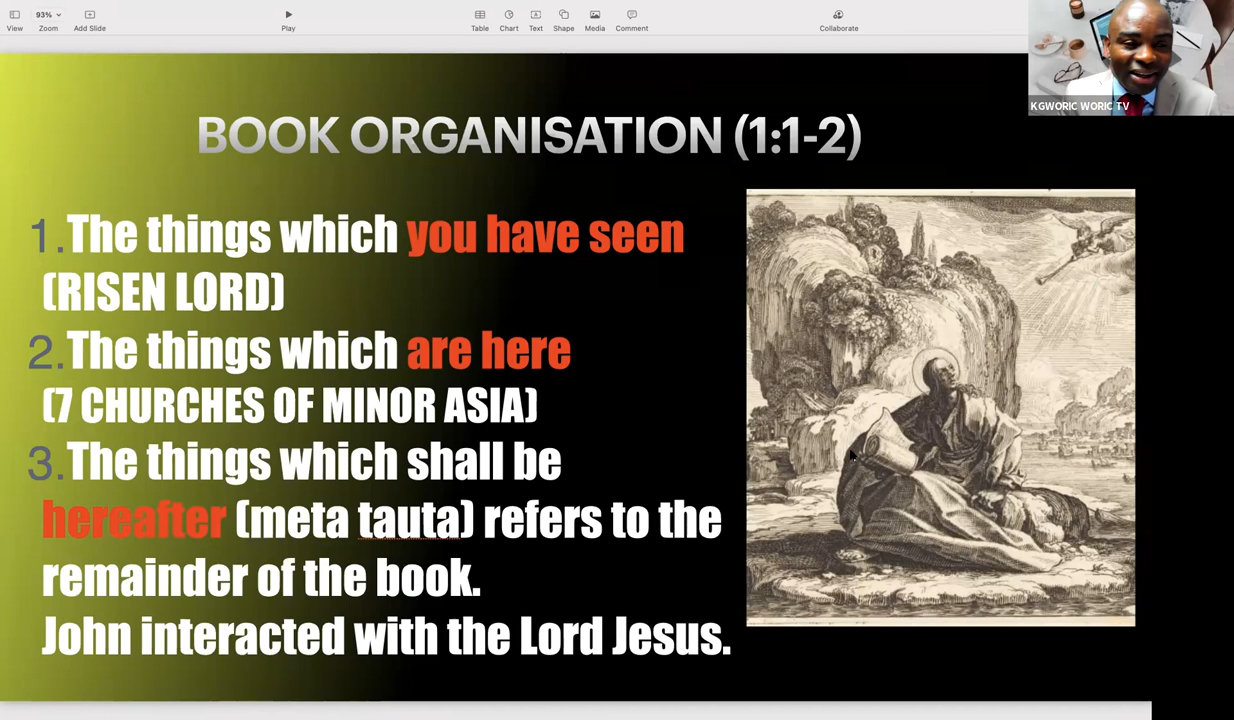 93%
View
Zoom
Add Slide
Play
Table
Chart
Text
Shape
Media
Comment
Collaborate
KGWORIC WORIC TV
BOOK ORGANISATION (1:1-2)
1.The things which you have seen
(RISEN LORD)
2.The things which are here
(7 CHURCHES OF MINOR ASIA)
3.The things which shall be
hereafter (meta tauta) refers to the
remainder of the book.
John interacted with the Lord Jesus.